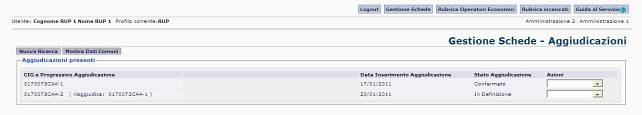 Logout Gestione Schede Rubrica Operatori Economici Rubrica incaricati Guida al Servizio
Utente: Cognome RUP 1 Nome RUP 1 Profilo corrente: RUP Amministrazione 2 Amministrazione 1
Gestione Schede - Aggiudicazioni
Nuova Ricerca Mostra Dati Comuni
Aggiudicazioni presenti
CIG e Progressivo Aggiudicazione Data Inserimento Aggiudicazione Stato Aggiudicazione Azioni
0170073CAA-1 17/01/2011 Confermato
0170073CAA-2 ( riaggiudica: 0170073CAA-1 ) 20/01/2011 In Definizione